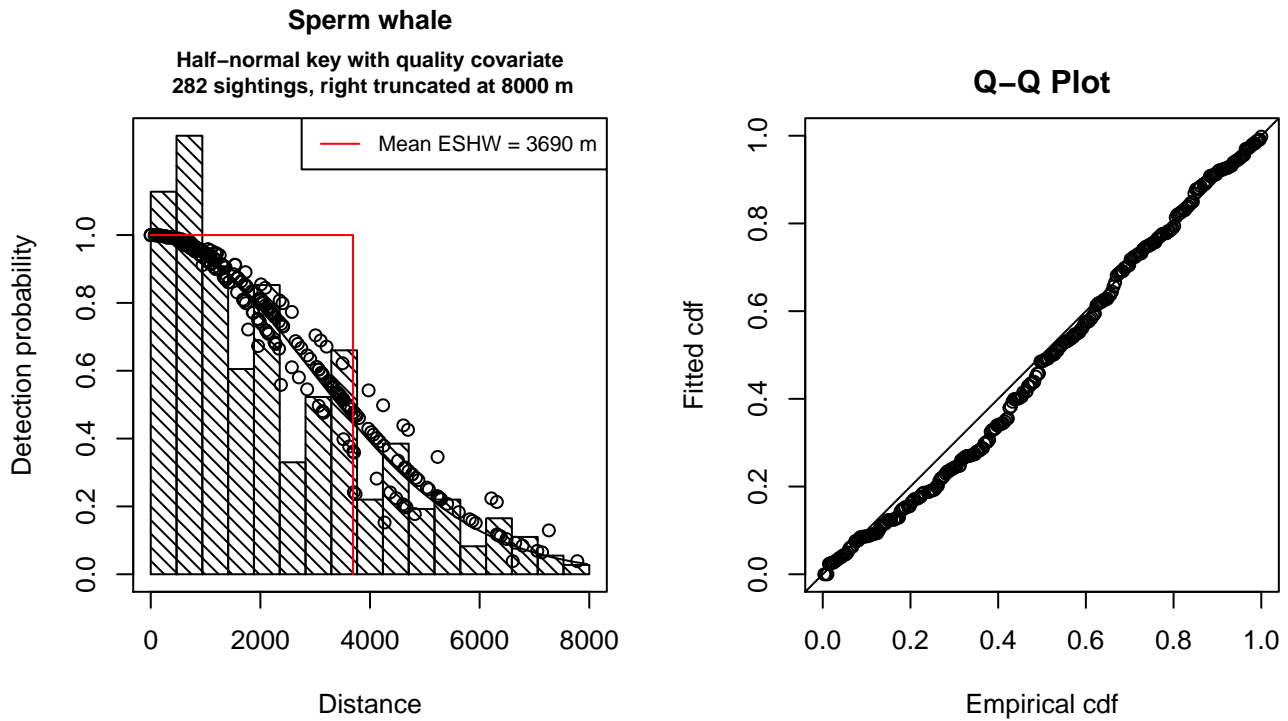 Sperm whale
Half−normal key with quality covariate
282 sightings, right truncated at 8000 m
Mean ESHW = 3690 m
Detection probability
0.0 0.2 0.4 0.6 0.8 1.0
0 2000 4000 6000 8000
Distance
Q−Q Plot
Fitted cdf
0.0 0.2 0.4 0.6 0.8 1.0
0.0 0.2 0.4 0.6 0.8 1.0
Empirical cdf